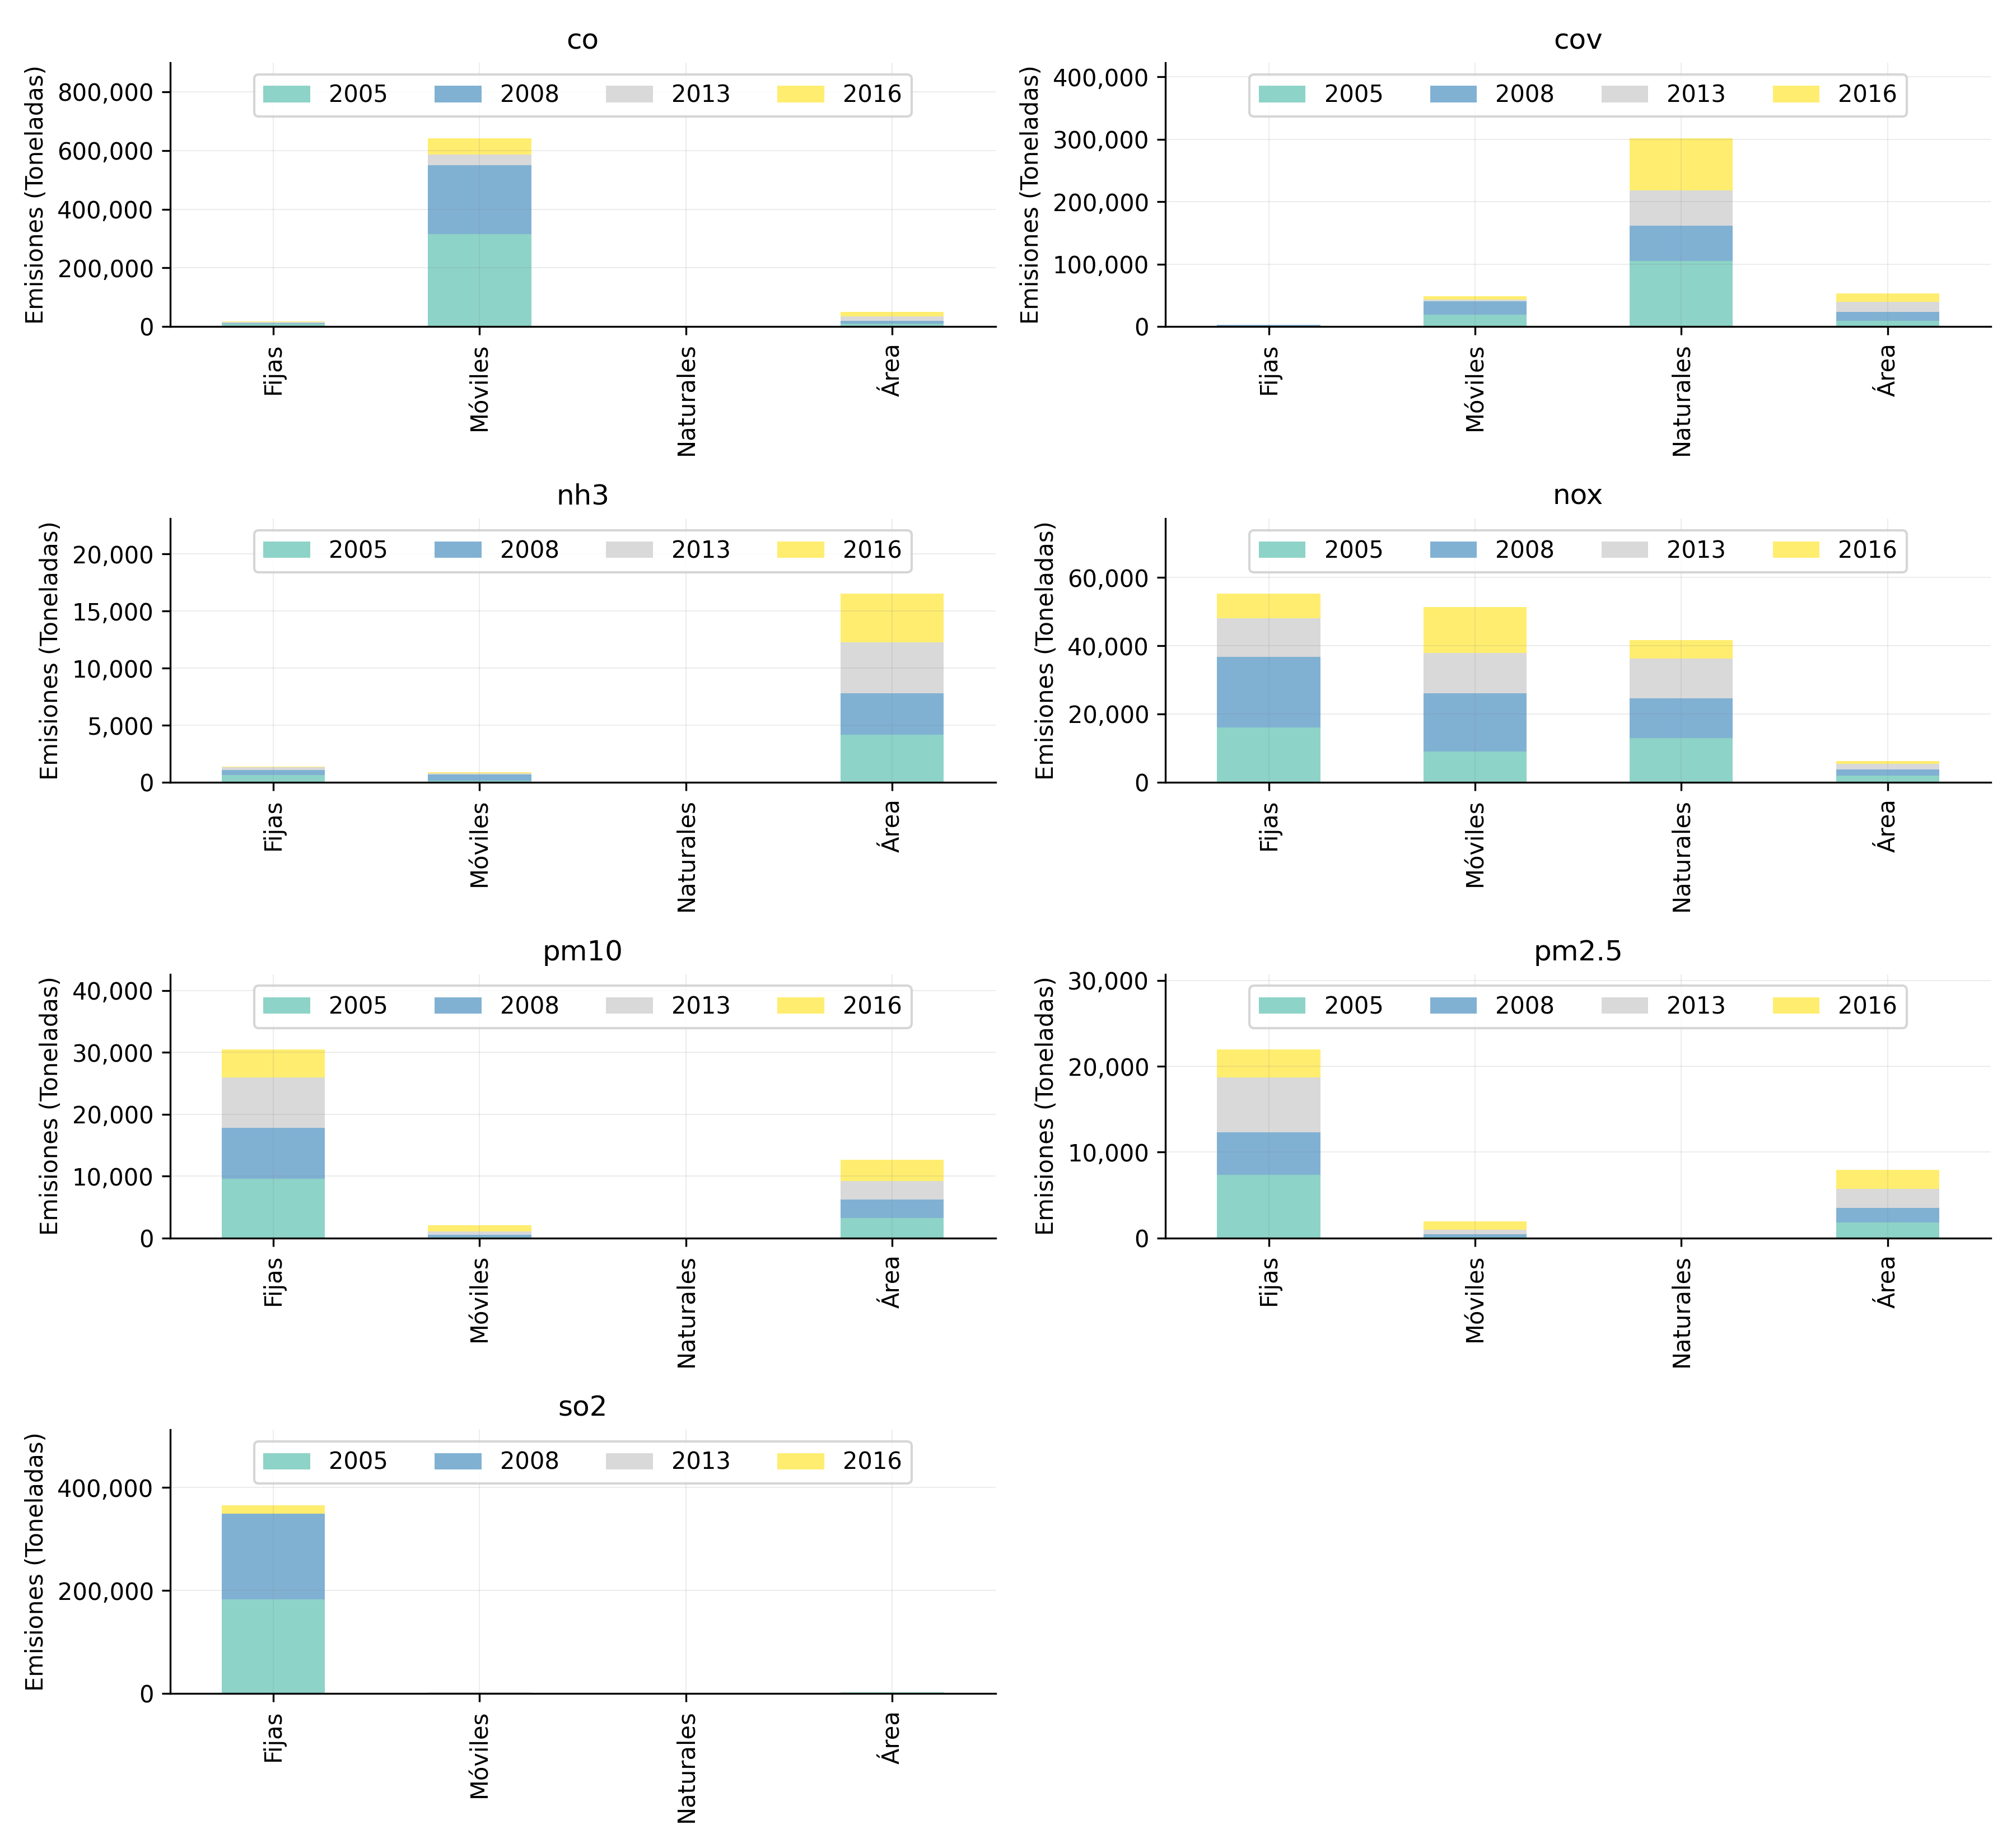 co
Emisiones (Toneladas)
800,000
600,000
400,000
200,000
0
2005 2008 2013 2016
Fijas
Móviles
Naturales
Área
cov
Emisiones (Toneladas)
400,000
300,000
200,000
100,000
0
2005 2008 2013 2016
Fijas
Móviles
Naturales
Área
nh3
Emisiones (Toneladas)
20,000
15,000
10,000
5,000
0
2005 2008 2013 2016
Fijas
Móviles
Naturales
Área
nox
Emisiones (Toneladas)
60,000
40,000
20,000
0
2005 2008 2013 2016
Fijas
Móviles
Naturales
Área
pm10
Emisiones (Toneladas)
40,000
30,000
20,000
10,000
0
2005 2008 2013 2016
Fijas
Móviles
Naturales
Área
pm2.5
Emisiones (Toneladas)
30,000
20,000
10,000
0
2005 2008 2013 2016
Fijas
Móviles
Naturales
Área
so2
Emisiones (Toneladas)
400,000
200,000
0
2005 2008 2013 2016
Fijas
Móviles
Naturales
Área